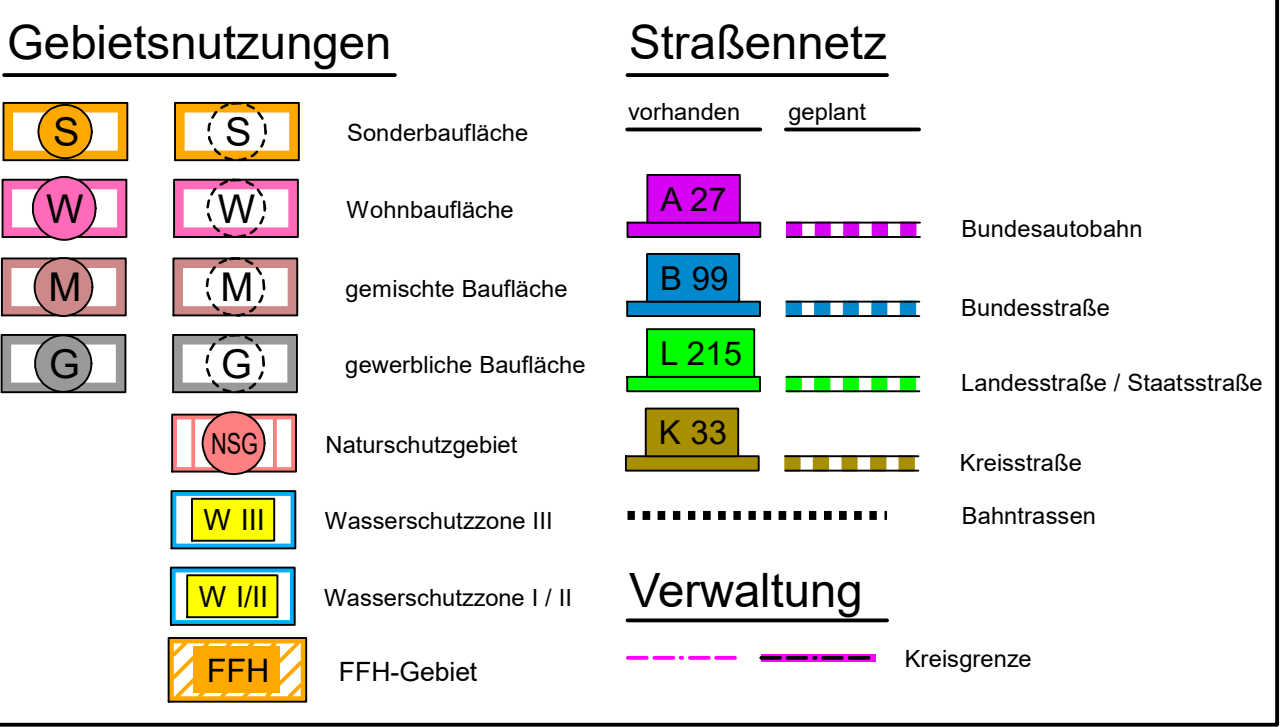 Gebietsnutzungen
S S Sonderbaufläche
W W Wohnbaufläche
M M gemischte Baufläche
G G gewerbliche Baufläche
NSG Naturschutzgebiet
W III Wasserschutzzone III
W I/II Wasserschutzzone I / II
FFH FFH-Gebiet
Straßennetz
vorhanden geplant
A 27 Bundesautobahn
B 99 Bundesstraße
L 215 Landesstraße / Staatsstraße
K 33 Kreisstraße
Bahntrassen
Verwaltung
Kreisgrenze